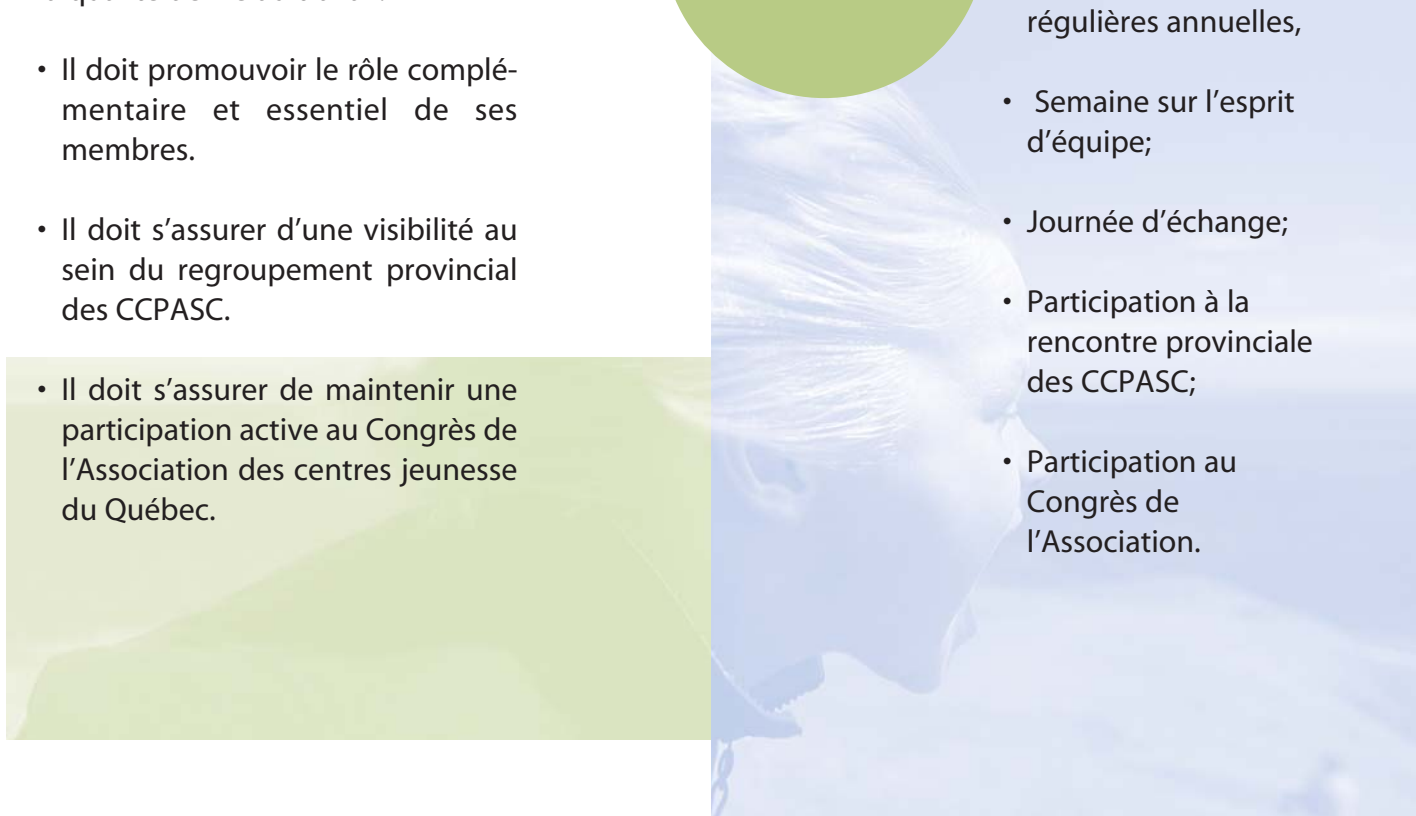 • Il doit promouvoir le rôle complé-
mentaire et essentiel de ses
membres.
• Il doit s'assurer d'une visibilité au
sein du regroupement provincial
des CCPASC.
• Il doit s'assurer de maintenir une
participation active au Congrès de
l'Association des centres jeunesse
du Québec.
régulières annuelles,
• Semaine sur l'esprit
d'équipe;
• Journée d'échange;
• Participation à la
rencontre provinciale
des CCPASC;
• Participation au
Congrès de
l'Association.